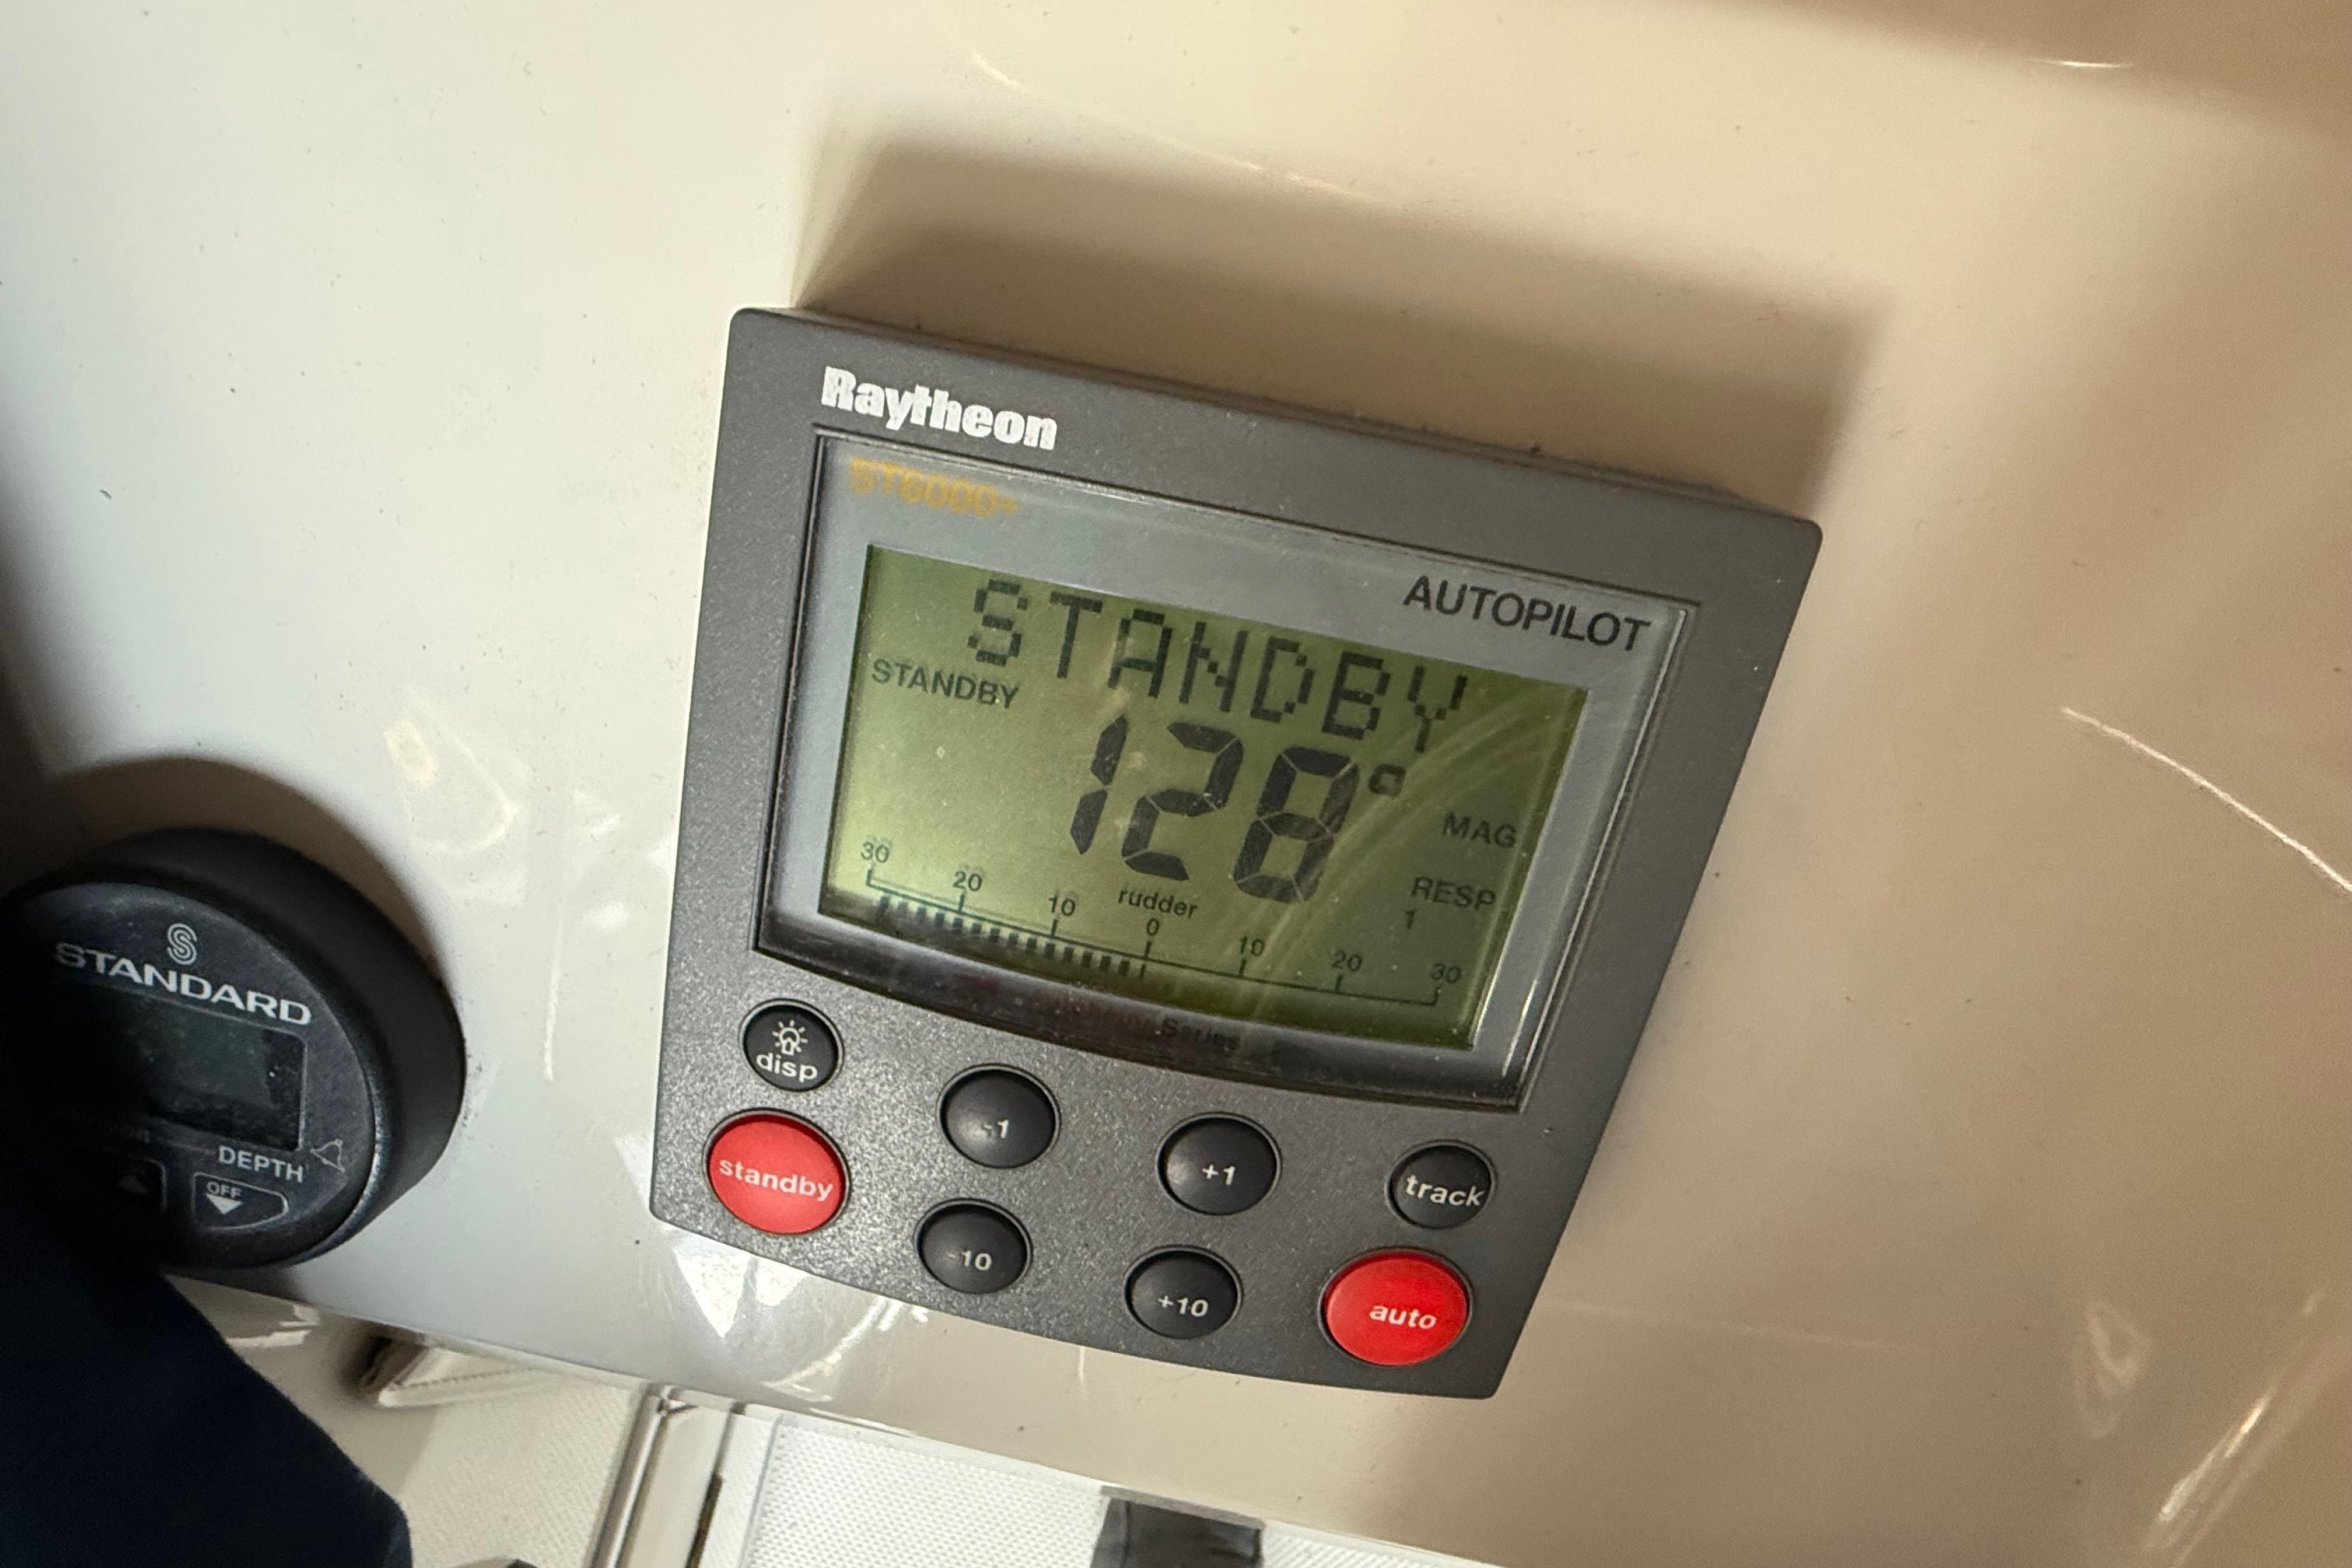 Raytheon
ST6000+
AUTOPILOT
STANDBY
STANDBY
128°
MAG
RESP
1
rudder
30 20 10 0 10 20 30
Series
disp
-1
+1
track
standby
-10
+10
auto
STANDARD
DEPTH
OFF